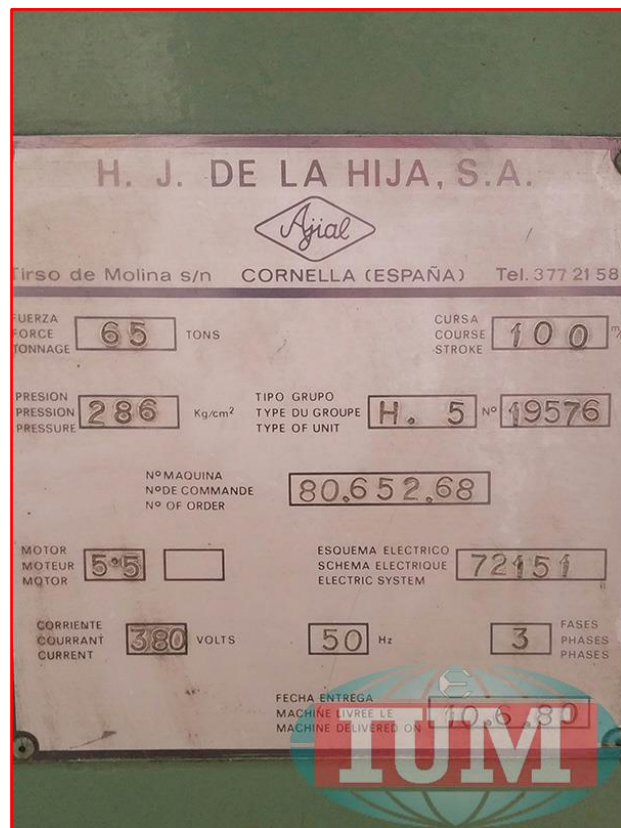 H. J. DE LA HIJA, S.A.
Ajial
Tirso de Molina s/n CORNELLA (ESPAÑA) Tel. 377 21 58
FUERZA
FORCE
TONNAGE
65 TONS
CURSA
COURSE
STROKE
100 m/
PRESION
PRESSION
PRESSURE
286 Kg/cm²
TIPO GRUPO
TYPE DU GROUPE
TYPE OF UNIT
H. 5 Nº 19576
Nº MAQUINA
Nº DE COMMANDE
Nº OF ORDER
80.652.68
MOTOR
MOTEUR
MOTOR
5·5
ESQUEMA ELECTRICO
SCHEMA ELECTRIQUE
ELECTRIC SYSTEM
72151
CORRIENTE
COURRANT
CURRENT
380 VOLTS
50 Hz
3
FASES
PHASES
PHASES
FECHA ENTREGA
MACHINE LIVREE LE
MACHINE DELIVERED ON
10.6.80
IUM